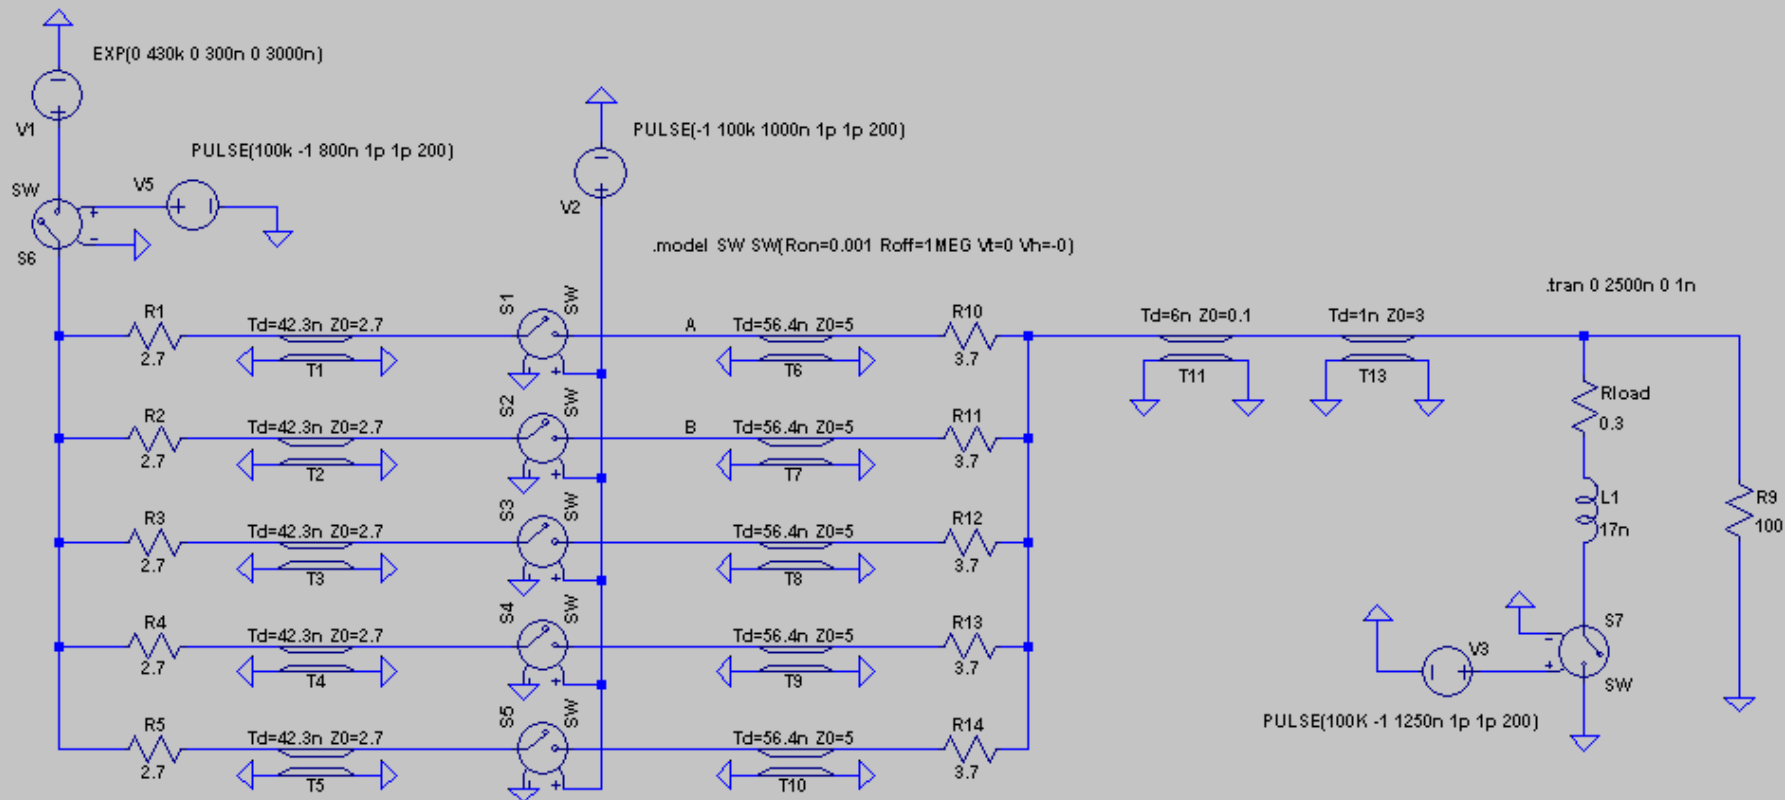 EXP(0 430k 0 300n 0 3000n)
V1
PULSE(100k -1 800n 1p 1p 200)
V5
SW
+
-
S6
PULSE(-1 100k 1000n 1p 1p 200)
V2
.model SW SW(Ron=0.001 Roff=1MEG Vt=0 Vh=-0)
.tran 0 2500n 0 1n
R1
2.7
Td=42.3n Z0=2.7
T1
S1
SW
A
Td=56.4n Z0=5
T6
R10
3.7
Td=6n Z0=0.1
T11
Td=1n Z0=3
T13
R2
2.7
Td=42.3n Z0=2.7
T2
S2
SW
B
Td=56.4n Z0=5
T7
R11
3.7
Rload
0.3
R3
2.7
Td=42.3n Z0=2.7
T3
S3
SW
Td=56.4n Z0=5
T8
R12
3.7
L1
17n
R9
100
R4
2.7
Td=42.3n Z0=2.7
T4
S4
SW
Td=56.4n Z0=5
T9
R13
3.7
S7
V3
SW
PULSE(100K -1 1250n 1p 1p 200)
R5
2.7
Td=42.3n Z0=2.7
T5
S5
SW
Td=56.4n Z0=5
T10
R14
3.7